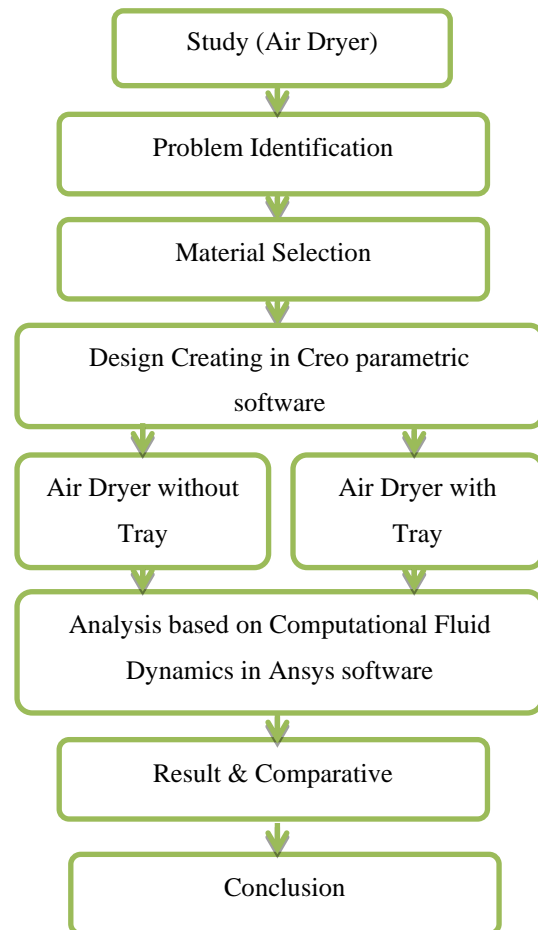 Study (Air Dryer)
Problem Identification
Material Selection
Design Creating in Creo parametric
software
Air Dryer without
Tray
Air Dryer with
Tray
Analysis based on Computational Fluid
Dynamics in Ansys software
Result & Comparative
Conclusion